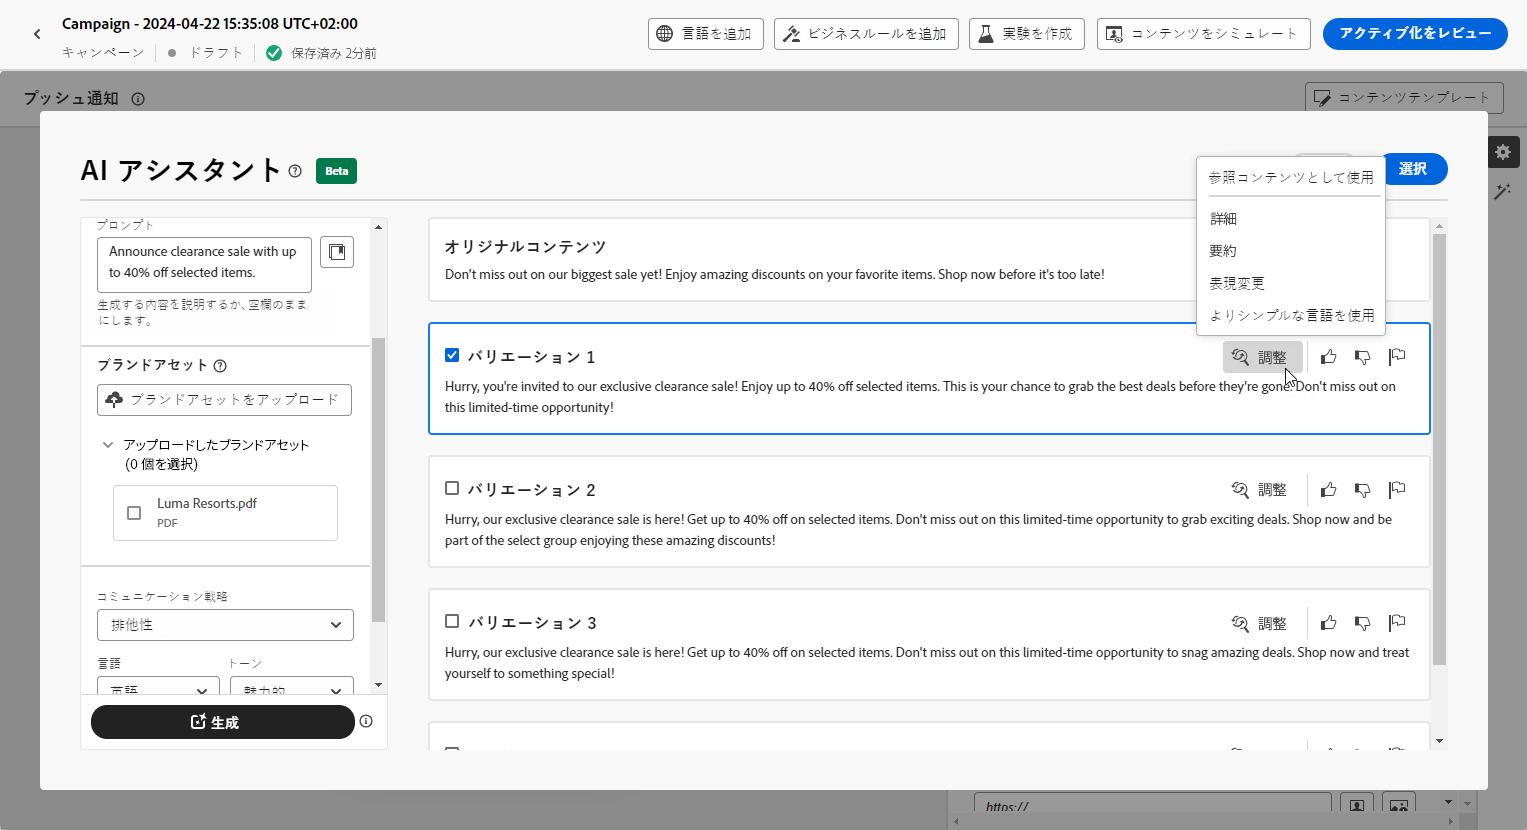 Campaign - 2024-04-22 15:35:08 UTC+02:00
キャンペーン
ドラフト
保存済み 2分前
言語を追加
ビジネスルールを追加
実験を作成
コンテンツをシミュレート
アクティブ化をレビュー
プッシュ通知
コンテンツテンプレート
AI アシスタント
Beta
選択
参照コンテンツとして使用
詳細
要約
表現変更
よりシンプルな言語を使用
プロンプト
Announce clearance sale with up
to 40% off selected items.
生成する内容を説明するか、空欄のまま
にします。
ブランドアセット
ブランドアセットをアップロード
アップロードしたブランドアセット
(0 個を選択)
Luma Resorts.pdf
PDF
コミュニケーション戦略
排他性
言語
トーン
英語
魅力的
生成
オリジナルコンテンツ
Don't miss out on our biggest sale yet! Enjoy amazing discounts on your favorite items. Shop now before it's too late!
バリエーション 1
調整
Hurry, you're invited to our exclusive clearance sale! Enjoy up to 40% off selected items. This is your chance to grab the best deals before they're gone. Don't miss out on
this limited-time opportunity!
バリエーション 2
調整
Hurry, our exclusive clearance sale is here! Get up to 40% off on selected items. Don't miss out on this limited-time opportunity to grab exciting deals. Shop now and be
part of the select group enjoying these amazing discounts!
バリエーション 3
調整
Hurry, our exclusive clearance sale is here! Get up to 40% off on selected items. Don't miss out on this limited-time opportunity to snag amazing deals. Shop now and treat
yourself to something special!
https://